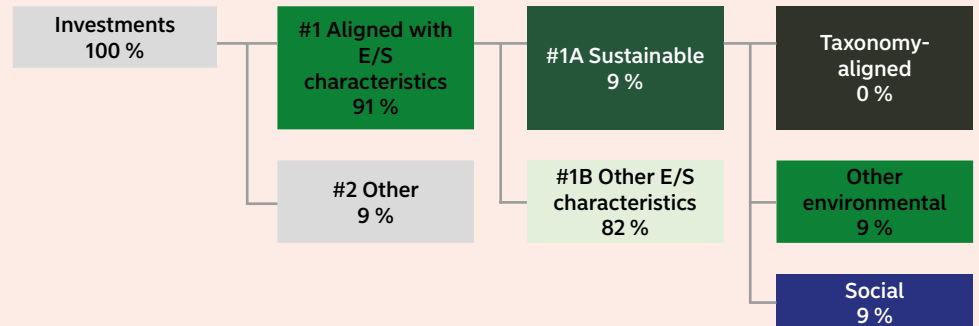 Investments
100 %
#1 Aligned with
E/S
characteristics
91 %
#2 Other
9 %
#1A Sustainable
9 %
#1B Other E/S
characteristics
82 %
Taxonomy-
aligned
0 %
Other
environmental
9 %
Social
9 %